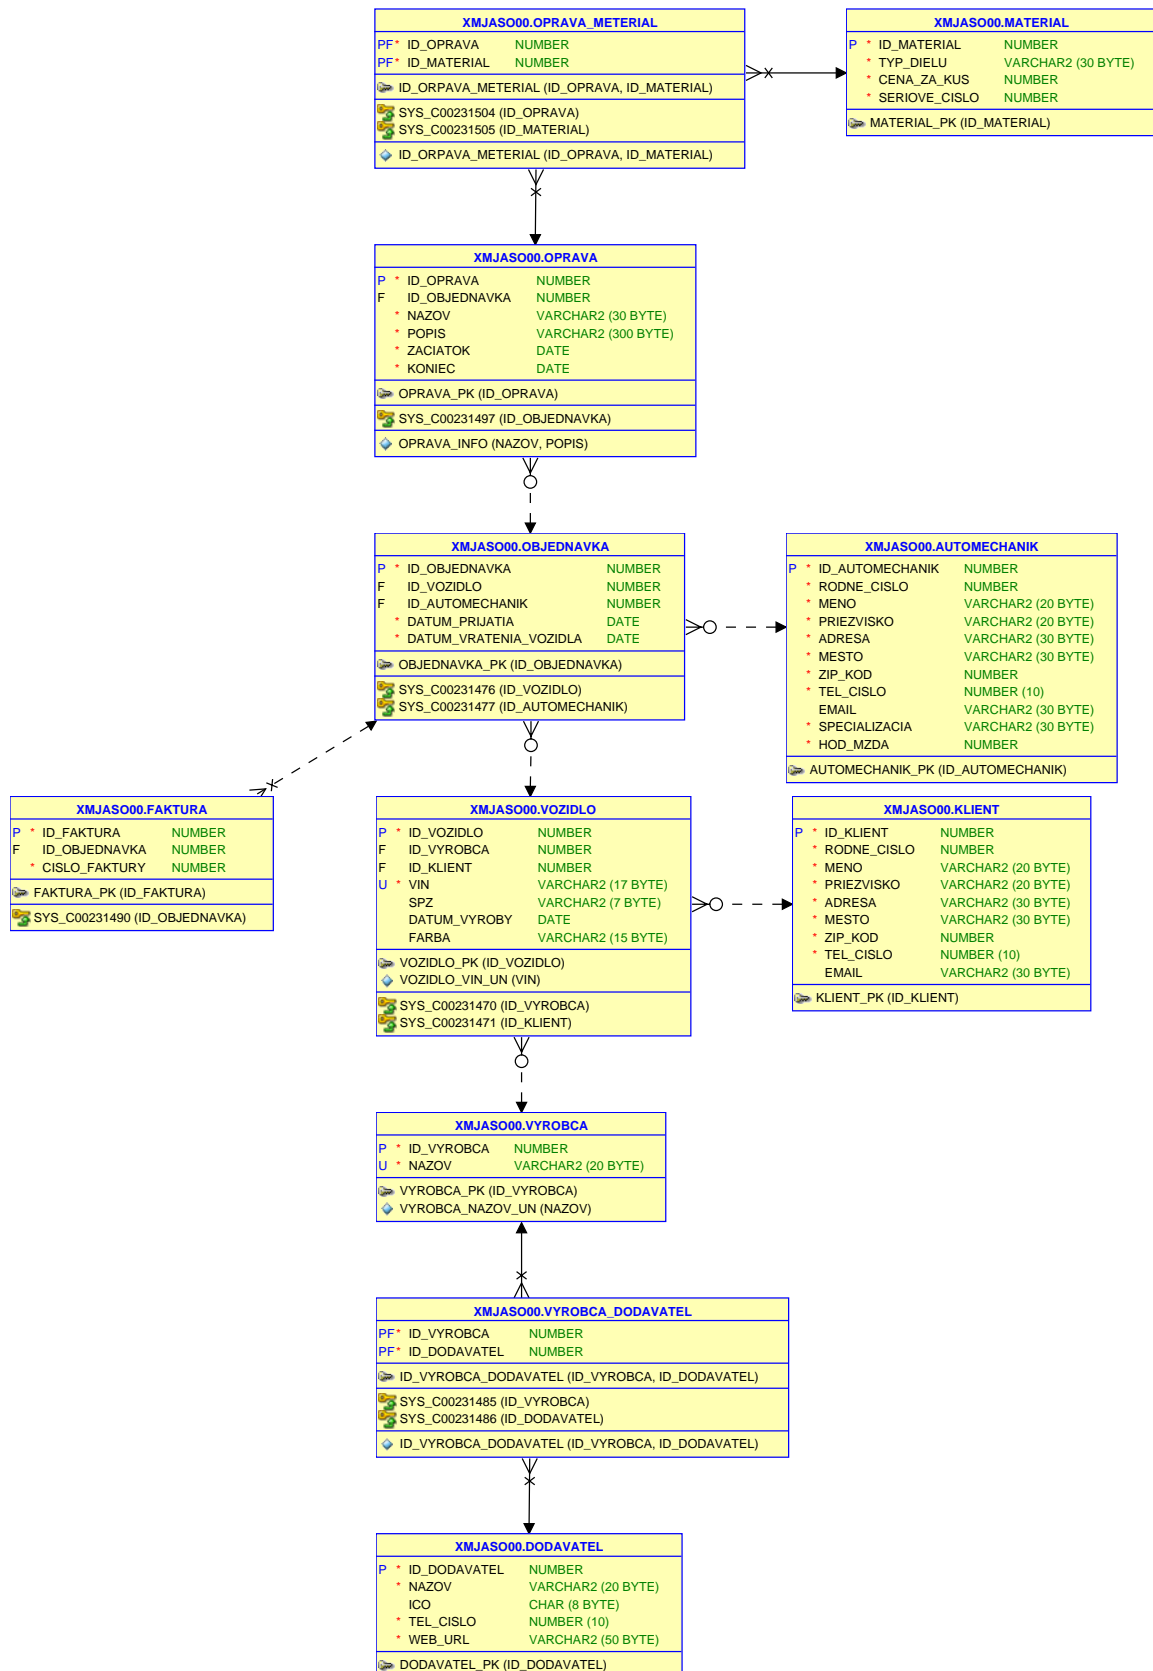 XMJASO00.OPRAVA_METERIAL
PF* ID_OPRAVA NUMBER
PF* ID_MATERIAL NUMBER
ID_ORPAVA_METERIAL (ID_OPRAVA, ID_MATERIAL)
SYS_C00231504 (ID_OPRAVA)
SYS_C00231505 (ID_MATERIAL)
ID_ORPAVA_METERIAL (ID_OPRAVA, ID_MATERIAL)
XMJASO00.MATERIAL
P * ID_MATERIAL NUMBER
* TYP_DIELU VARCHAR2 (30 BYTE)
* CENA_ZA_KUS NUMBER
* SERIOVE_CISLO NUMBER
MATERIAL_PK (ID_MATERIAL)
XMJASO00.OPRAVA
P * ID_OPRAVA NUMBER
F ID_OBJEDNAVKA NUMBER
* NAZOV VARCHAR2 (30 BYTE)
* POPIS VARCHAR2 (300 BYTE)
* ZACIATOK DATE
* KONIEC DATE
OPRAVA_PK (ID_OPRAVA)
SYS_C00231497 (ID_OBJEDNAVKA)
OPRAVA_INFO (NAZOV, POPIS)
XMJASO00.OBJEDNAVKA
P * ID_OBJEDNAVKA NUMBER
F ID_VOZIDLO NUMBER
F ID_AUTOMECHANIK NUMBER
* DATUM_PRIJATIA DATE
* DATUM_VRATENIA_VOZIDLA DATE
OBJEDNAVKA_PK (ID_OBJEDNAVKA)
SYS_C00231476 (ID_VOZIDLO)
SYS_C00231477 (ID_AUTOMECHANIK)
XMJASO00.AUTOMECHANIK
P * ID_AUTOMECHANIK NUMBER
* RODNE_CISLO NUMBER
* MENO VARCHAR2 (20 BYTE)
* PRIEZVISKO VARCHAR2 (20 BYTE)
* ADRESA VARCHAR2 (30 BYTE)
* MESTO VARCHAR2 (30 BYTE)
* ZIP_KOD NUMBER
* TEL_CISLO NUMBER (10)
EMAIL VARCHAR2 (30 BYTE)
* SPECIALIZACIA VARCHAR2 (30 BYTE)
* HOD_MZDA NUMBER
AUTOMECHANIK_PK (ID_AUTOMECHANIK)
XMJASO00.FAKTURA
P * ID_FAKTURA NUMBER
F ID_OBJEDNAVKA NUMBER
* CISLO_FAKTURY NUMBER
FAKTURA_PK (ID_FAKTURA)
SYS_C00231490 (ID_OBJEDNAVKA)
XMJASO00.VOZIDLO
P * ID_VOZIDLO NUMBER
F ID_VYROBCA NUMBER
F ID_KLIENT NUMBER
U * VIN VARCHAR2 (17 BYTE)
SPZ VARCHAR2 (7 BYTE)
DATUM_VYROBY DATE
FARBA VARCHAR2 (15 BYTE)
VOZIDLO_PK (ID_VOZIDLO)
VOZIDLO_VIN_UN (VIN)
SYS_C00231470 (ID_VYROBCA)
SYS_C00231471 (ID_KLIENT)
XMJASO00.KLIENT
P * ID_KLIENT NUMBER
* RODNE_CISLO NUMBER
* MENO VARCHAR2 (20 BYTE)
* PRIEZVISKO VARCHAR2 (20 BYTE)
* ADRESA VARCHAR2 (30 BYTE)
* MESTO VARCHAR2 (30 BYTE)
* ZIP_KOD NUMBER
* TEL_CISLO NUMBER (10)
EMAIL VARCHAR2 (30 BYTE)
KLIENT_PK (ID_KLIENT)
XMJASO00.VYROBCA
P * ID_VYROBCA NUMBER
U * NAZOV VARCHAR2 (20 BYTE)
VYROBCA_PK (ID_VYROBCA)
VYROBCA_NAZOV_UN (NAZOV)
XMJASO00.VYROBCA_DODAVATEL
PF* ID_VYROBCA NUMBER
PF* ID_DODAVATEL NUMBER
ID_VYROBCA_DODAVATEL (ID_VYROBCA, ID_DODAVATEL)
SYS_C00231485 (ID_VYROBCA)
SYS_C00231486 (ID_DODAVATEL)
ID_VYROBCA_DODAVATEL (ID_VYROBCA, ID_DODAVATEL)
XMJASO00.DODAVATEL
P * ID_DODAVATEL NUMBER
* NAZOV VARCHAR2 (20 BYTE)
ICO CHAR (8 BYTE)
* TEL_CISLO NUMBER (10)
* WEB_URL VARCHAR2 (50 BYTE)
DODAVATEL_PK (ID_DODAVATEL)